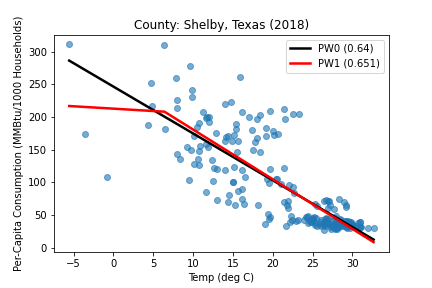 County: Shelby, Texas (2018)
Per-Capita Consumption (MMBtu/1000 Households)
300
250
200
150
100
50
0
PW0 (0.64)
PW1 (0.651)
−5 0 5 10 15 20 25 30
Temp (deg C)